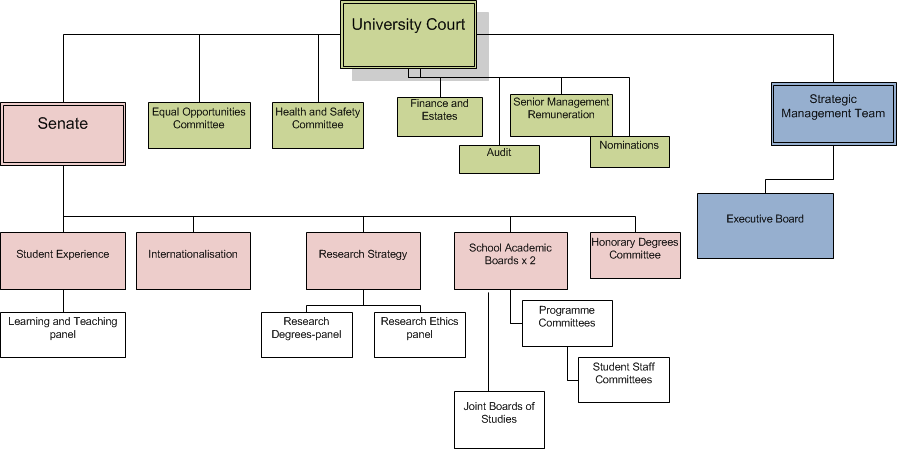 University Court
Senate
Equal Opportunities
Committee
Health and Safety
Committee
Finance and
Estates
Senior Management
Remuneration
Audit
Nominations
Strategic
Management Team
Executive Board
Student Experience
Internationalisation
Research Strategy
School Academic
Boards x 2
Honorary Degrees
Committee
Learning and Teaching
panel
Research
Degrees-panel
Research Ethics
panel
Programme
Committees
Student Staff
Committees
Joint Boards of
Studies